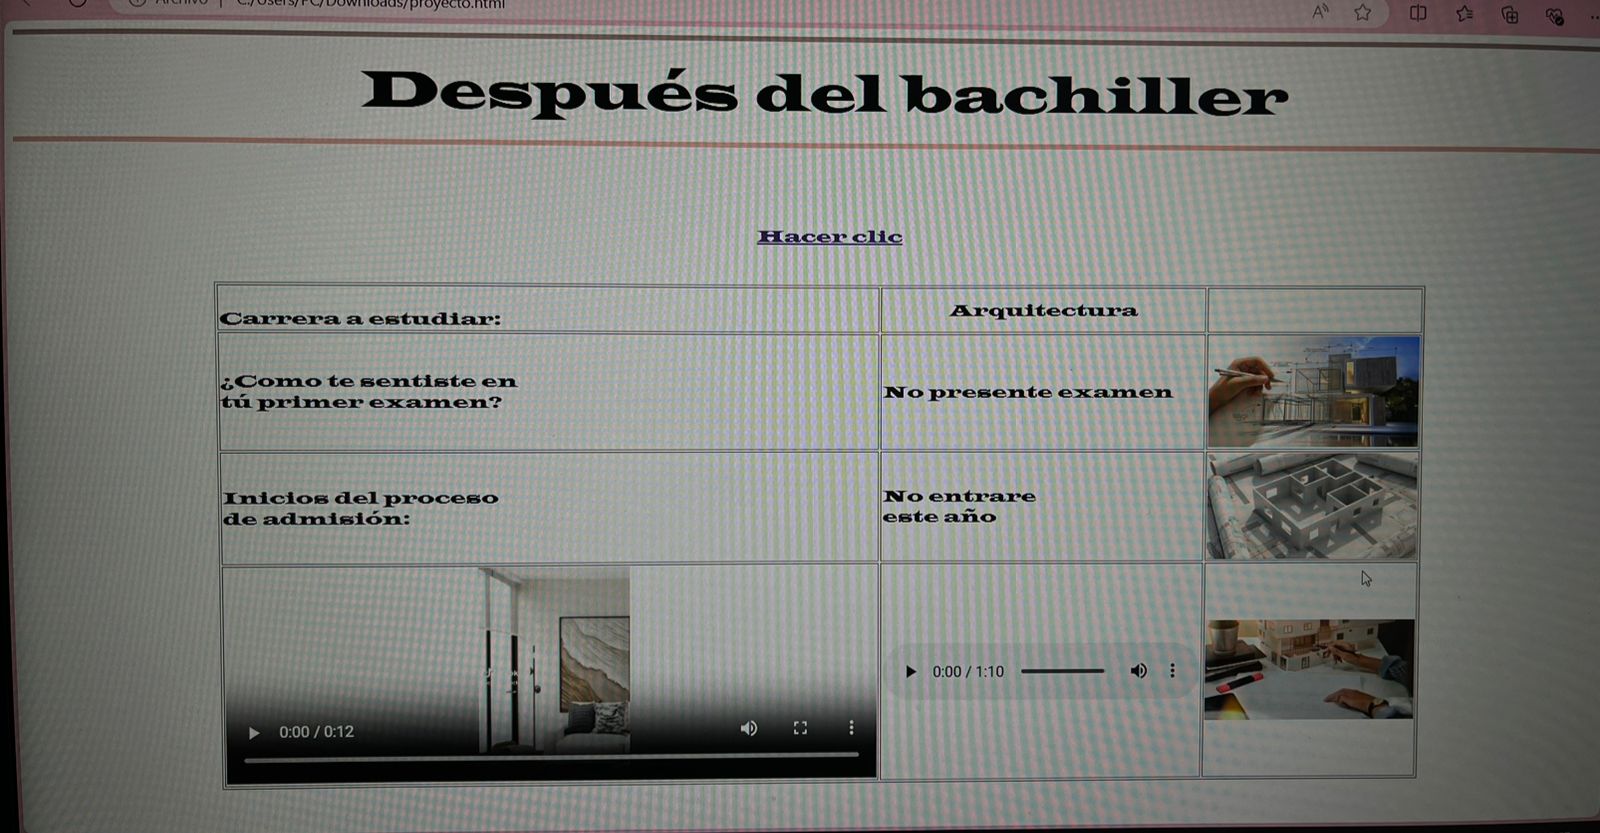 C:/Users/PC/Downloads/proyecto.html
Después del bachiller
Hacer clic
Carrera a estudiar:
Arquitectura
¿Como te sentiste en
tú primer examen?
No presente examen
Inicios del proceso
de admisión:
No entrare
este año
0:00 / 0:12
0:00 / 1:10